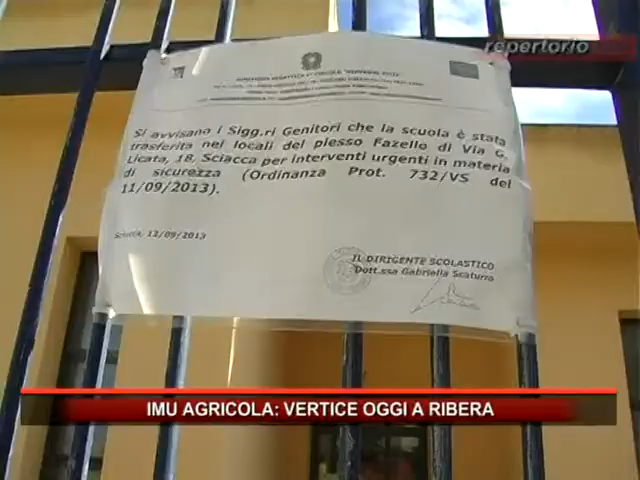 repertorio
Si avvisano i Sigg.ri Genitori che la scuola è stata
trasferita nei locali del plesso Fazello di Via G.
Licata, 18, Sciacca per interventi urgenti in materia
di sicurezza (Ordinanza Prot. 732/VS del
11/09/2013).
Sciacca, 12/09/2013
IL DIRIGENTE SCOLASTICO
Dott.ssa Gabriella Scaturro
IMU AGRICOLA: VERTICE OGGI A RIBERA